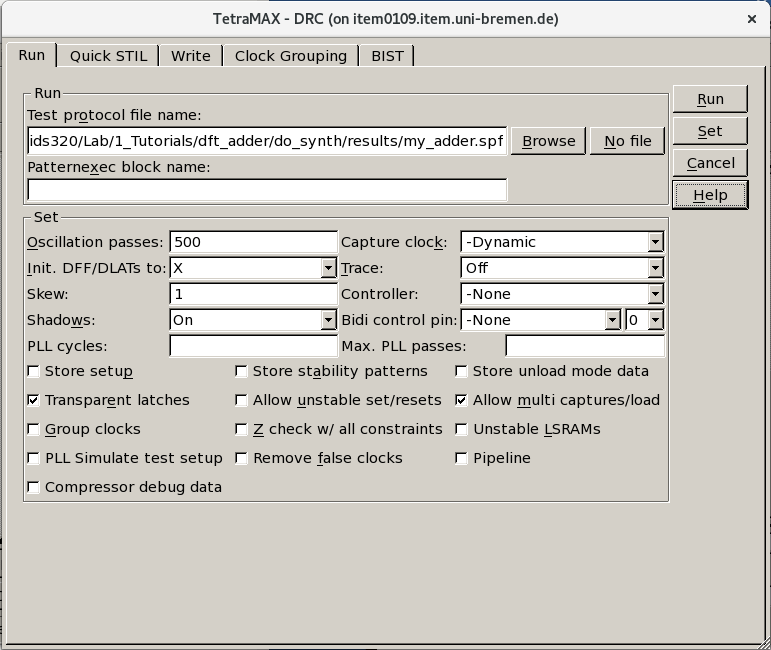 TetraMAX - DRC (on item0109.item.uni-bremen.de)
Run Quick STIL Write Clock Grouping BIST
Run
Test protocol file name:
ids320/Lab/1_Tutorials/dft_adder/do_synth/results/my_adder.spf Browse No file
Patternexec block name:
Run
Set
Cancel
Help
Set
Oscillation passes: 500 Capture clock: -Dynamic
Init. DFF/DLATs to: X Trace: Off
Skew: 1 Controller: -None
Shadows: On Bidi control pin: -None 0
PLL cycles: Max. PLL passes:
Store setup Store stability patterns Store unload mode data
Transparent latches Allow unstable set/resets Allow multi captures/load
Group clocks Z check w/ all constraints Unstable LSRAMs
PLL Simulate test setup Remove false clocks Pipeline
Compressor debug data